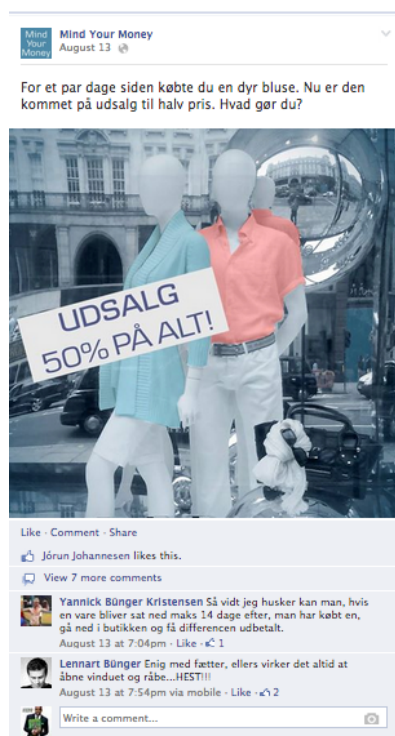 Mind
Your
Money
Mind Your Money
August 13
For et par dage siden købte du en dyr bluse. Nu er den
kommet på udsalg til halv pris. Hvad gør du?
UDSALG
50% PÅ ALT!
Like · Comment · Share
Jórun Johannesen likes this.
View 7 more comments
Yannick Bünger Kristensen Så vidt jeg husker kan man, hvis
en vare bliver sat ned maks 14 dage efter, man har købt en,
gå ned i butikken og få differencen udbetalt.
August 13 at 7:04pm · Like · 1
Lennart Bünger Enig med fætter, ellers virker det altid at
åbne vinduet og råbe...HEST!!!
August 13 at 7:54pm via mobile · Like · 2
Write a comment...